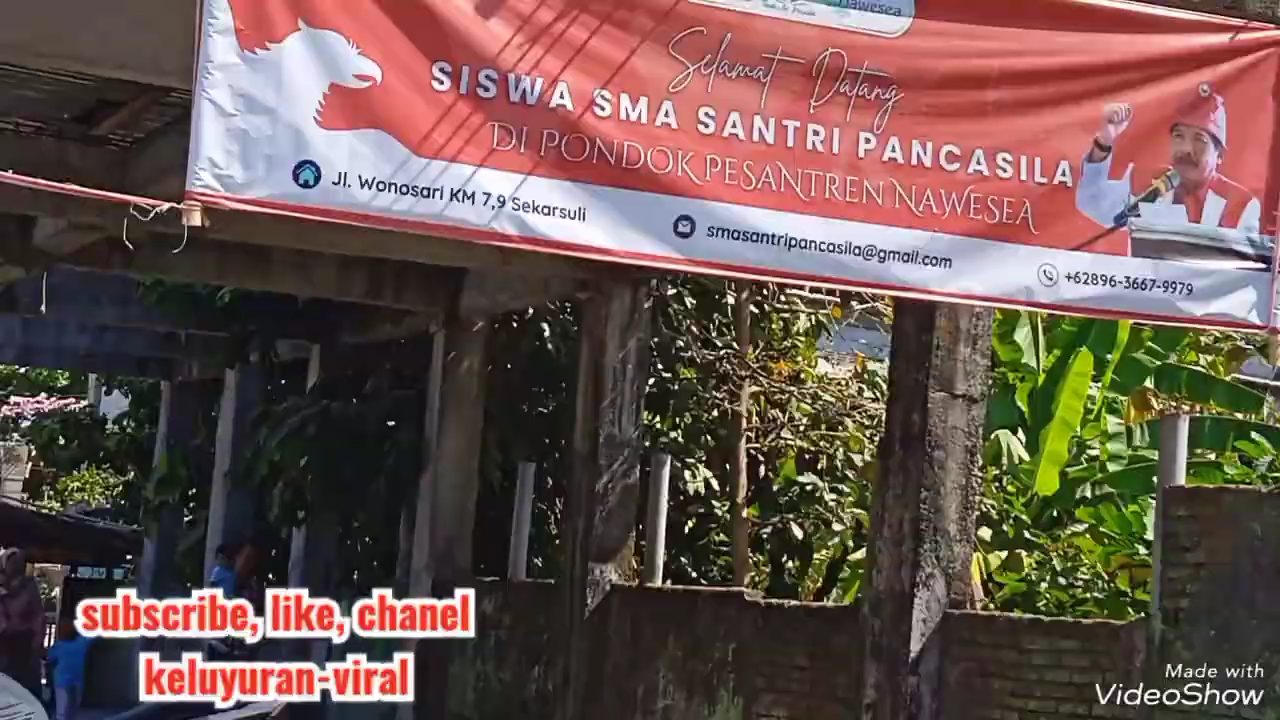 Nawesea
Selamat Datang
SISWA SMA SANTRI PANCASILA
DI PONDOK PESANTREN NAWESEA
Jl. Wonosari KM 7,9 Sekarsuli
smasantripancasila@gmail.com
+62896-3667-9979
subscribe, like, chanel
keluyuran-viral
Made with
VideoShow